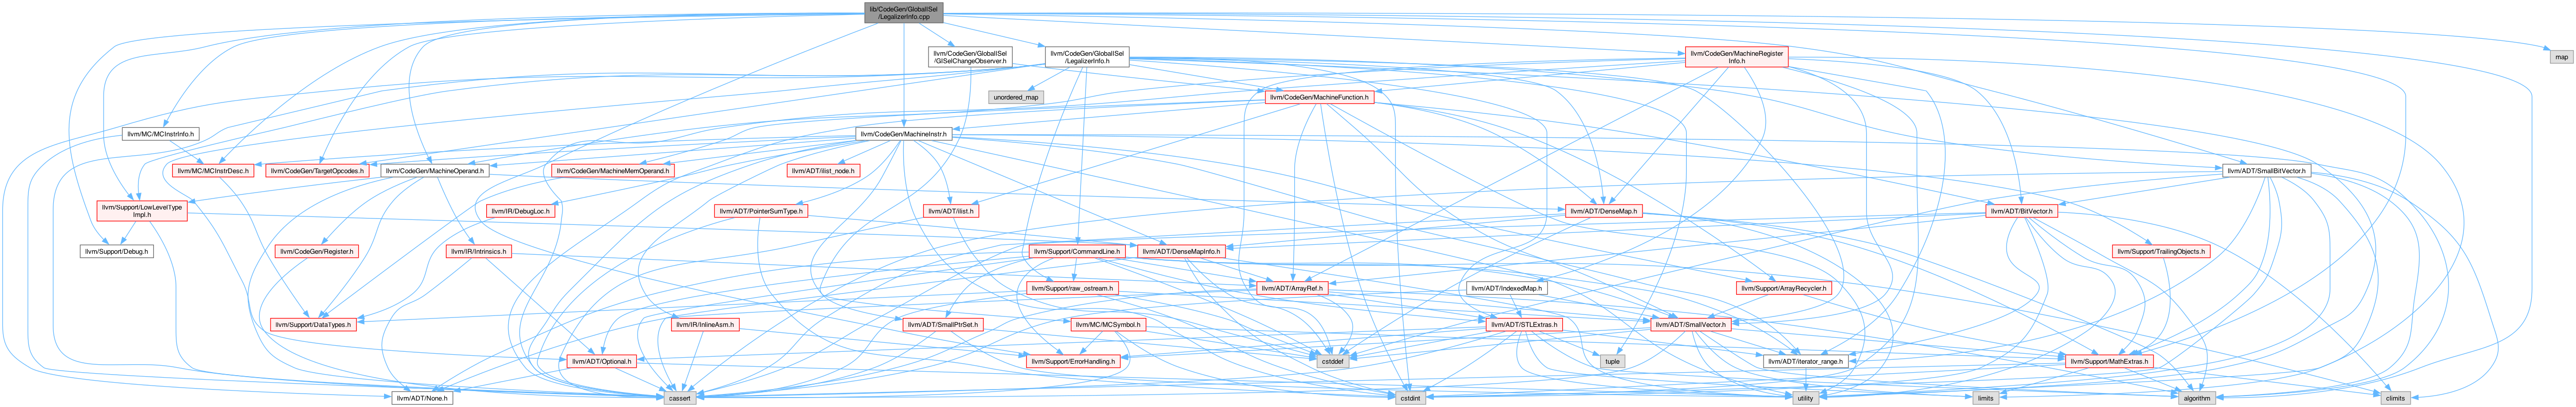 lib/CodeGen/GlobalISel
/LegalizerInfo.cpp
llvm/CodeGen/GlobalISel
/GISelChangeObserver.h
llvm/CodeGen/GlobalISel
/LegalizerInfo.h
llvm/CodeGen/MachineRegister
Info.h
map
unordered_map
llvm/CodeGen/MachineFunction.h
llvm/MC/MCInstrInfo.h
llvm/CodeGen/MachineInstr.h
llvm/MC/MCInstrDesc.h
llvm/CodeGen/TargetOpcodes.h
llvm/CodeGen/MachineOperand.h
llvm/CodeGen/MachineMemOperand.h
llvm/ADT/ilist_node.h
llvm/ADT/SmallBitVector.h
llvm/Support/LowLevelType
Impl.h
llvm/IR/DebugLoc.h
llvm/ADT/PointerSumType.h
llvm/ADT/ilist.h
llvm/ADT/DenseMap.h
llvm/ADT/BitVector.h
llvm/Support/Debug.h
llvm/CodeGen/Register.h
llvm/IR/Intrinsics.h
llvm/Support/CommandLine.h
llvm/ADT/DenseMapInfo.h
llvm/Support/TrailingObjects.h
llvm/Support/raw_ostream.h
llvm/ADT/ArrayRef.h
llvm/ADT/IndexedMap.h
llvm/Support/ArrayRecycler.h
llvm/Support/DataTypes.h
llvm/IR/InlineAsm.h
llvm/ADT/SmallPtrSet.h
llvm/MC/MCSymbol.h
llvm/ADT/STLExtras.h
llvm/ADT/SmallVector.h
llvm/ADT/Optional.h
llvm/Support/ErrorHandling.h
cstddef
tuple
llvm/ADT/iterator_range.h
llvm/Support/MathExtras.h
llvm/ADT/None.h
cassert
cstdint
utility
limits
algorithm
climits